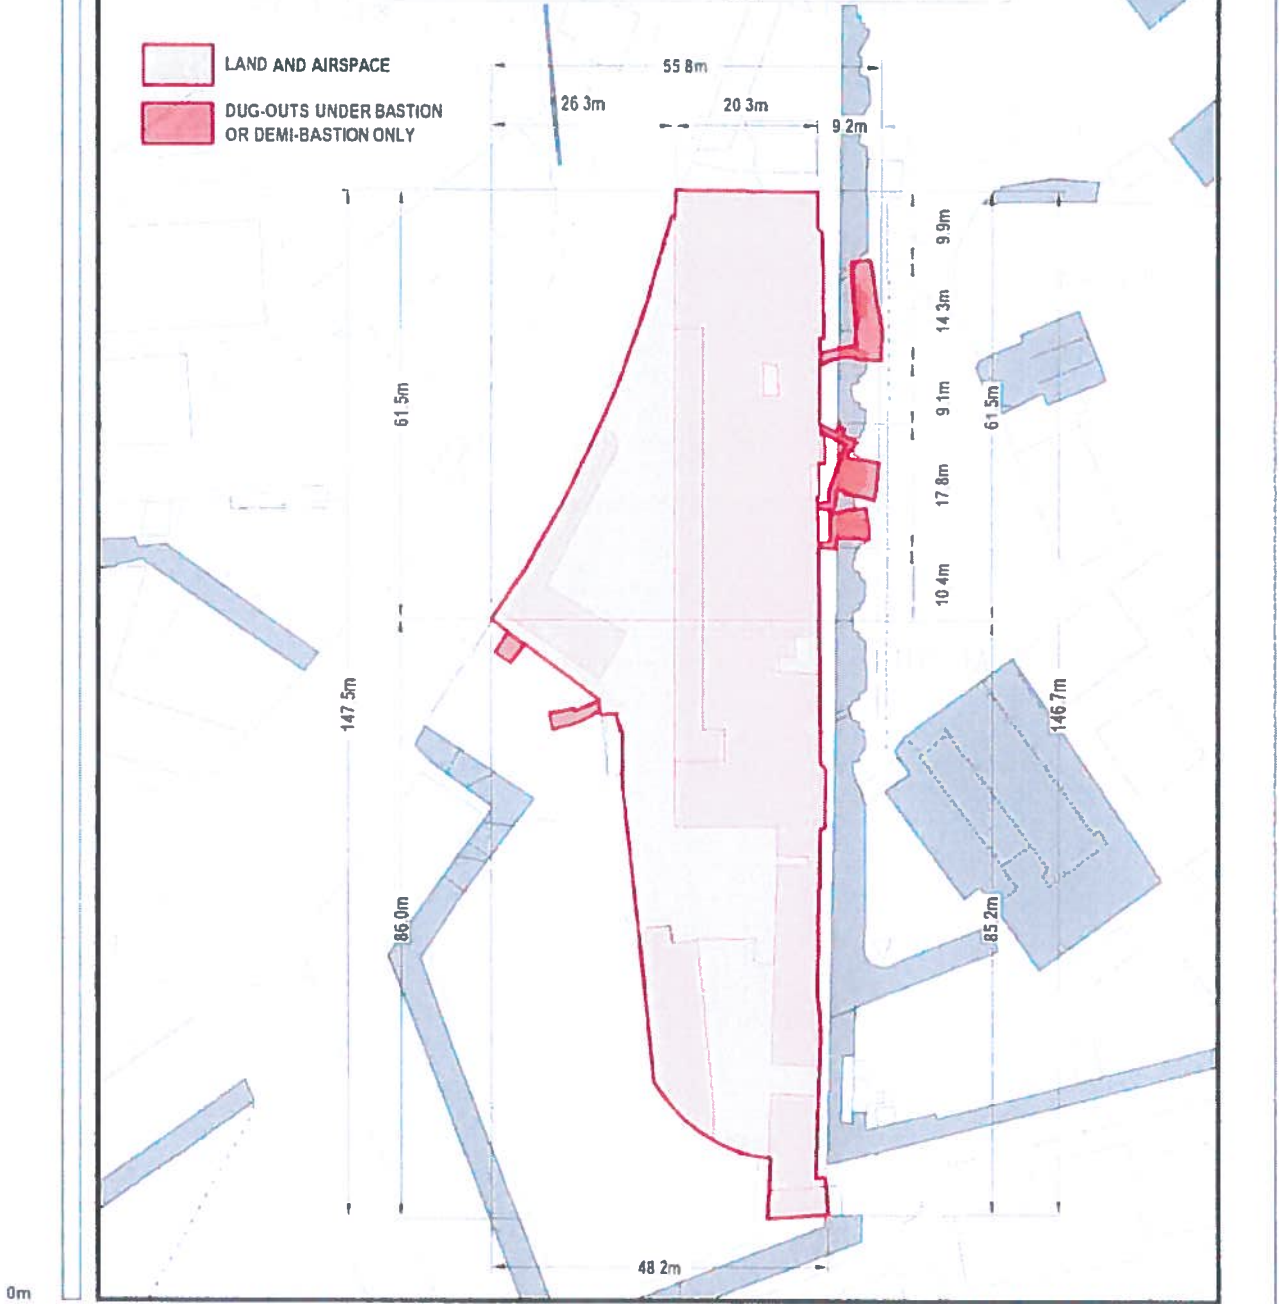 LAND AND AIRSPACE
DUG-OUTS UNDER BASTION
OR DEMI-BASTION ONLY
55 8m
26 3m
20 3m
9 2m
9.9m
14 3m
9.1m
17.8m
10 4m
61.5m
61 5m
147 5m
146.7m
86 0m
85.2m
48 2m
0m